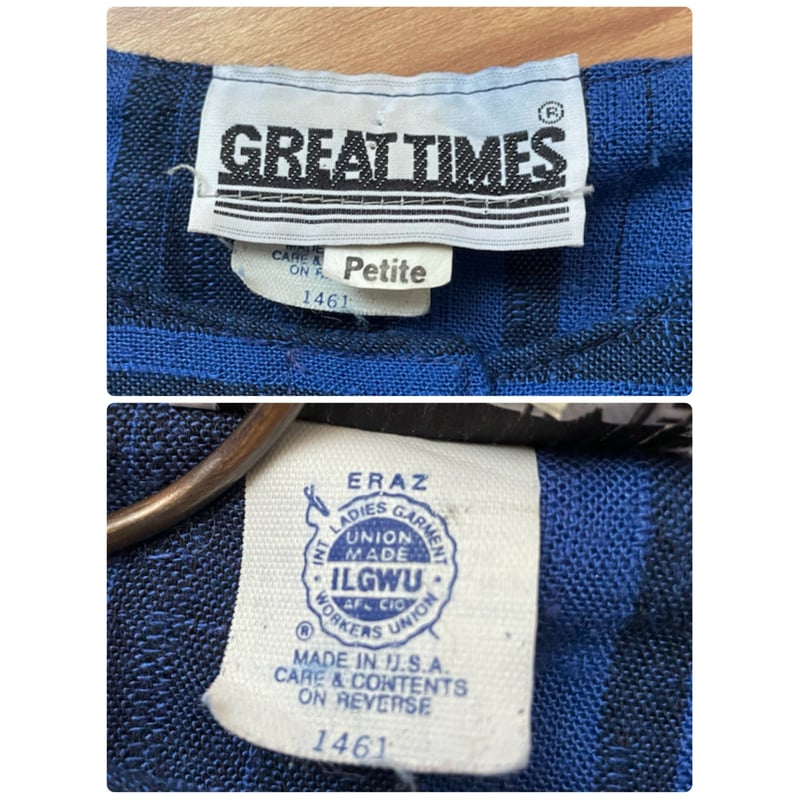 ®
GREAT TIMES
MADE
CARE &
ON R
Petite
1461
ERAZ
INT LADIES GARMENT
UNION
MADE
ILGWU
AFL CIO
WORKERS UNION
®
MADE IN U.S.A.
CARE & CONTENTS
ON REVERSE
1461